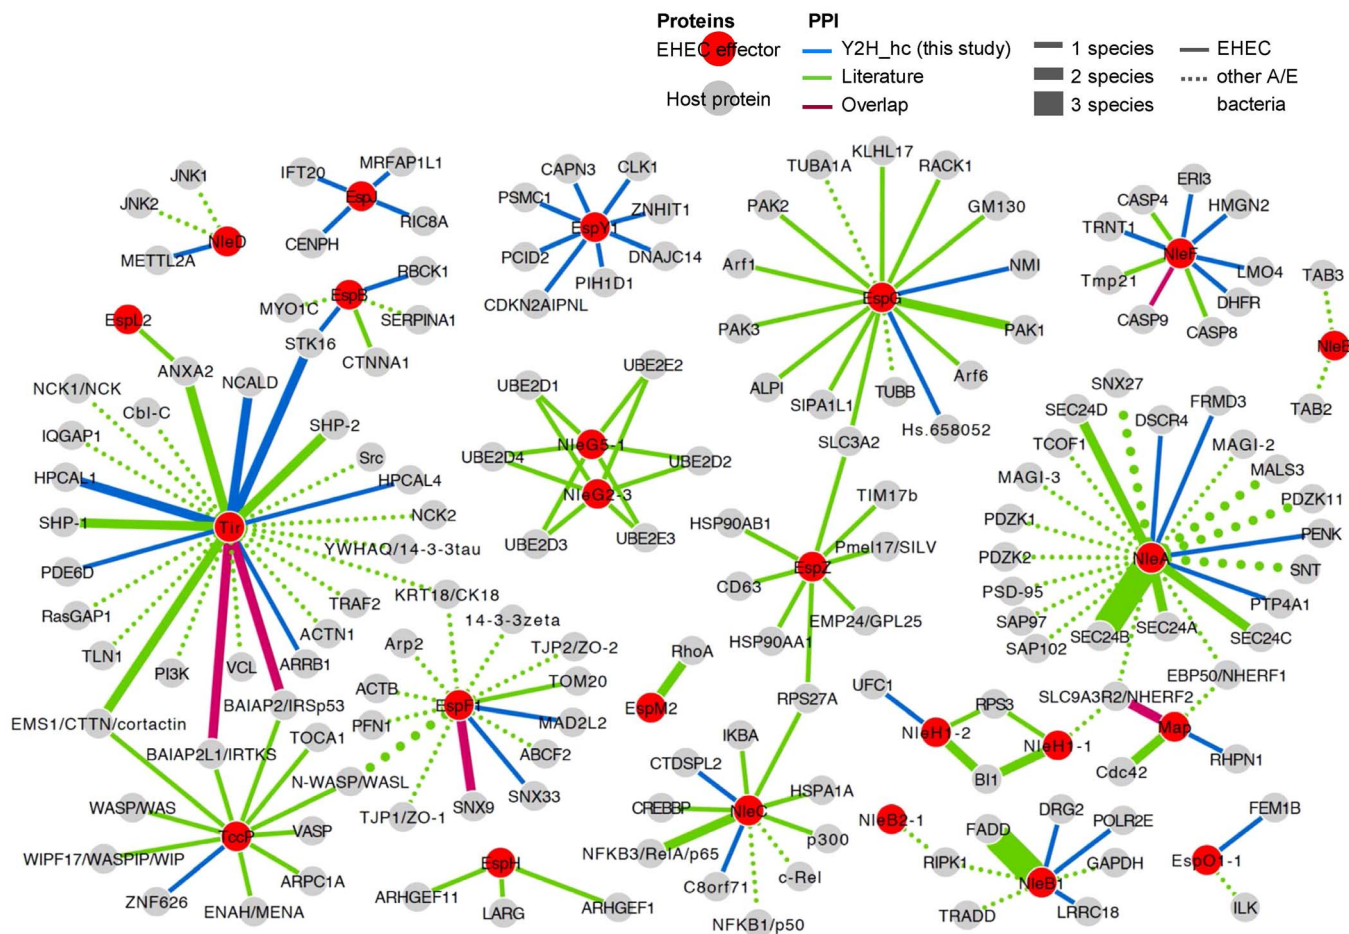 Proteins
PPI
EHEC effector
Y2H_hc (this study)
1 species
EHEC
Literature
2 species
other A/E
Host protein
Overlap
3 species
bacteria
JNK1
JNK2
NleD
METTL2A
IFT20
MRFAP1L1
EspJ
RIC8A
CENPH
CAPN3
CLK1
PSMC1
ZNHIT1
EspY1
PCID2
DNAJC14
PIH1D1
CDKN2AIPNL
TUBA1A
KLHL17
RACK1
PAK2
GM130
Arf1
NMI
EspG
PAK3
PAK1
ALPI
SIPA1L1
TUBB
Arf6
Hs.658052
SLC3A2
ERI3
CASP4
HMGN2
TRNT1
NleF
LMO4
Tmp21
DHFR
CASP9
CASP8
TAB3
NleE
TAB2
RBCK1
EspB
MYO1C
SERPINA1
CTNNA1
EspL2
STK16
ANXA2
NCALD
NCK1/NCK
Cbl-C
SHP-2
IQGAP1
Src
HPCAL1
HPCAL4
SHP-1
Tir
NCK2
YWHAQ/14-3-3tau
PDE6D
KRT18/CK18
RasGAP1
TRAF2
ACTN1
TLN1
PI3K
VCL
ARRB1
EMS1/CTTN/cortactin
BAIAP2/IRSp53
BAIAP2L1/IRTKS
TOCA1
N-WASP/WASL
WASP/WAS
TccP
VASP
WIPF17/WASPIP/WIP
ARPC1A
ZNF626
ENAH/MENA
UBE2D1
UBE2E2
NleG5-1
UBE2D4
UBE2D2
NleG2-3
UBE2D3
UBE2E3
14-3-3zeta
Arp2
TJP2/ZO-2
ACTB
TOM20
EspF1
PFN1
MAD2L2
ABCF2
SNX33
SNX9
TJP1/ZO-1
RhoA
EspM2
TIM17b
HSP90AB1
Pmel17/SILV
EspZ
CD63
EMP24/GPL25
HSP90AA1
RPS27A
IKBA
CTDSPL2
HSPA1A
CREBBP
NleC
p300
NFKB3/RelA/p65
c-Rel
C8orf71
NFKB1/p50
EspH
ARHGEF11
LARG
ARHGEF1
SNX27
SEC24D
DSCR4
FRMD3
TCOF1
MAGI-2
MAGI-3
MALS3
PDZK11
PDZK1
PENK
PDZK2
NleA
SNT
PSD-95
PTP4A1
SAP97
SEC24B
SEC24A
SEC24C
SAP102
EBP50/NHERF1
SLC9A3R2/NHERF2
UFC1
RPS3
NleH1-2
NleH1-1
BI1
Map
Cdc42
RHPN1
NleB2-1
RIPK1
FADD
DRG2
POLR2E
GAPDH
NleB1
TRADD
LRRC18
FEM1B
EspO1-1
ILK